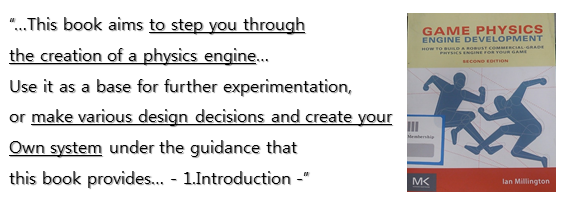 “…This book aims to step you through
the creation of a physics engine…
Use it as a base for further experimentation,
or make various design decisions and create your
Own system under the guidance that
this book provides… - 1.Introduction -”
GAME PHYSICS
ENGINE DEVELOPMENT
HOW TO BUILD A ROBUST COMMERCIAL-GRADE
PHYSICS ENGINE FOR YOUR GAME
SECOND EDITION
Newnembria
MK
Ian Millington